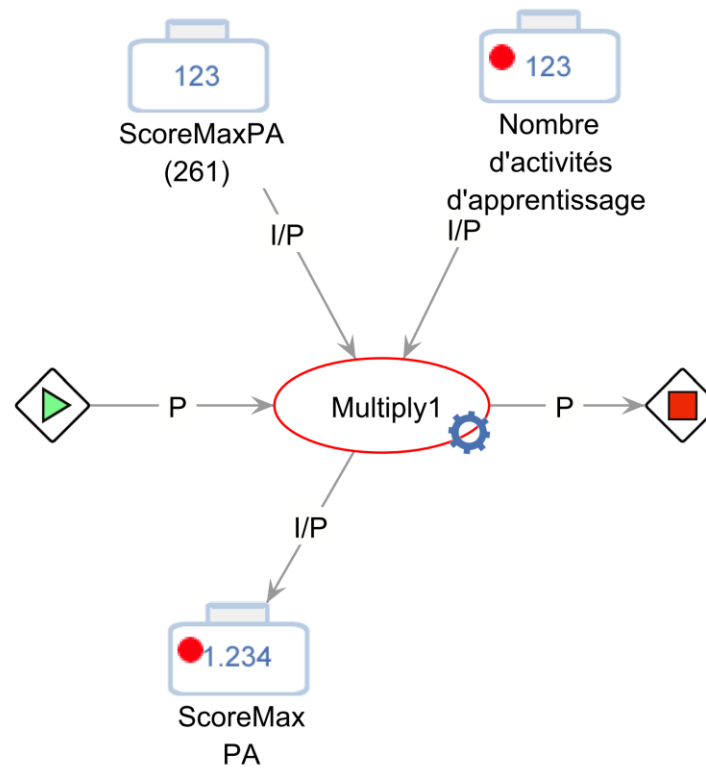 123
ScoreMaxPA
(261)
123
Nombre
d'activités
d'apprentissage
I/P
I/P
P
Multiply1
P
I/P
1.234
ScoreMax
PA